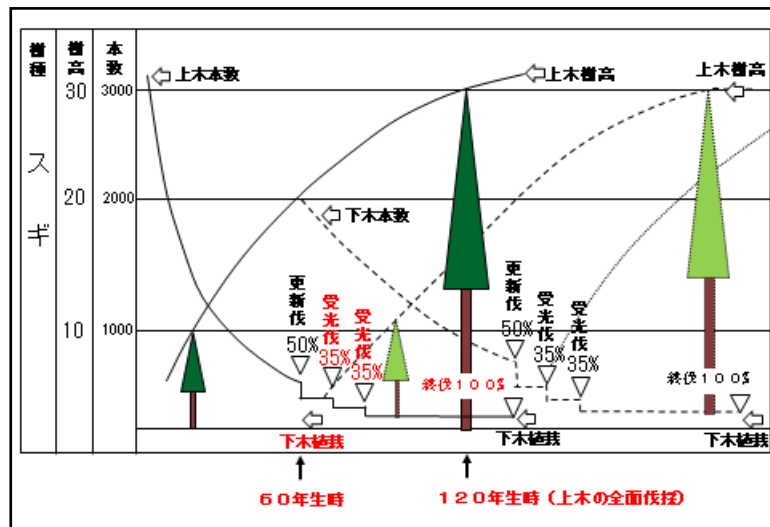 樹種
樹高
本数
スギ
30
20
10
3000
2000
1000
上木本数
上木樹高
上木樹高
下木本数
更新伐
50%
受光伐
35%
受光伐
35%
更新伐
50%
受光伐
35%
受光伐
35%
終伐100%
終伐100%
下木植栽
下木植栽
下木植栽
60年生時
120年生時(上木の全面伐採)